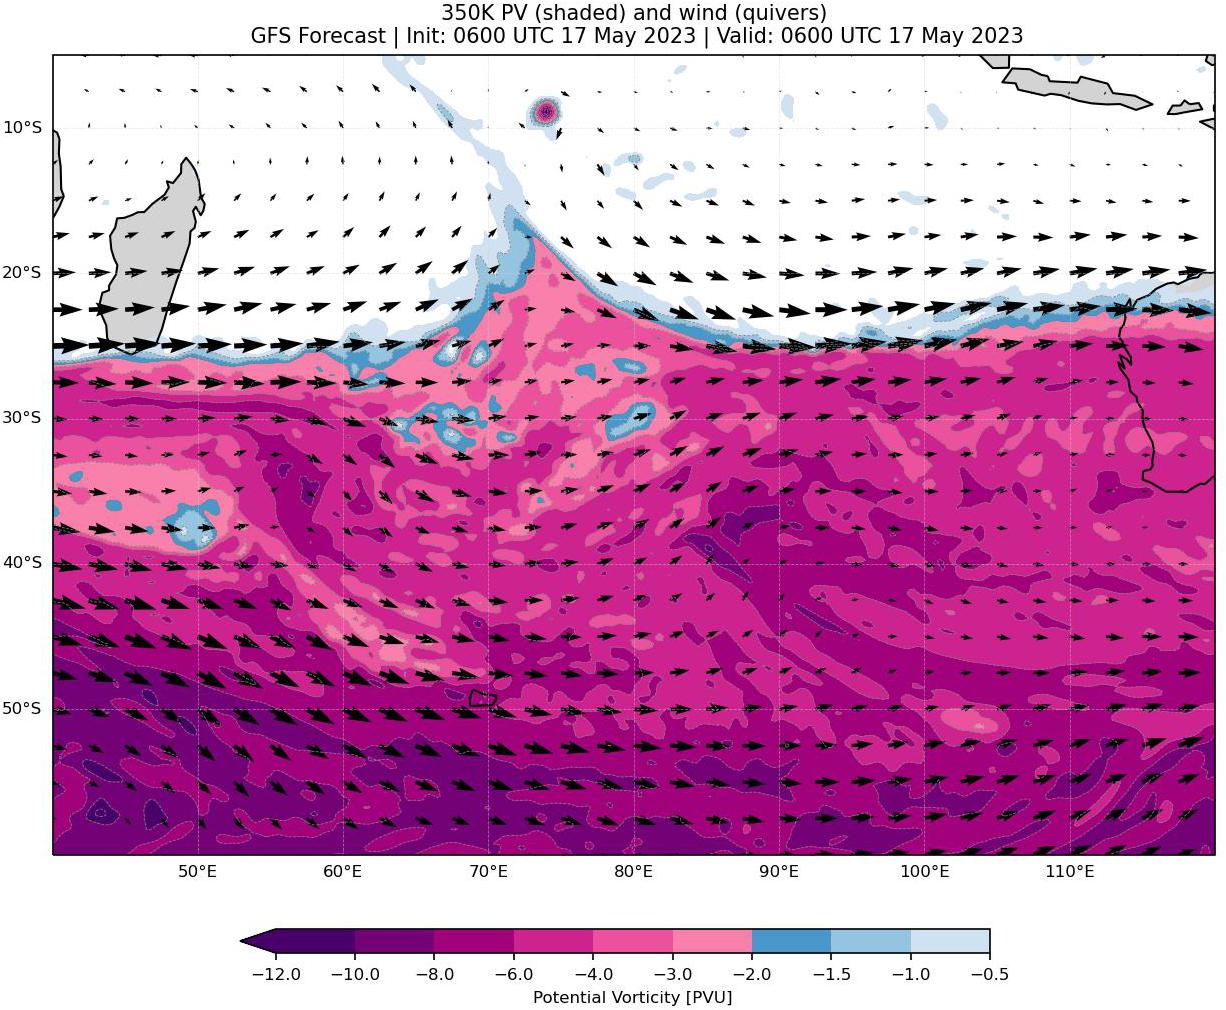 350K PV (shaded) and wind (quivers)
GFS Forecast | Init: 0600 UTC 17 May 2023 | Valid: 0600 UTC 17 May 2023
10°S
20°S
30°S
40°S
50°S
50°E 60°E 70°E 80°E 90°E 100°E 110°E
−12.0 −10.0 −8.0 −6.0 −4.0 −3.0 −2.0 −1.5 −1.0 −0.5
Potential Vorticity [PVU]